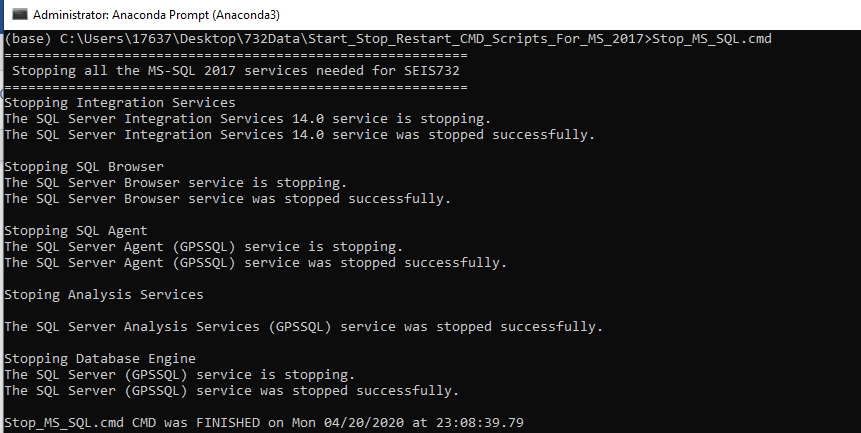 Administrator: Anaconda Prompt (Anaconda3)
(base) C:\Users\17637\Desktop\732Data\Start_Stop_Restart_CMD_Scripts_For_MS_2017>Stop_MS_SQL.cmd
==========================================================
Stopping all the MS-SQL 2017 services needed for SEIS732
==========================================================
Stopping Integration Services
The SQL Server Integration Services 14.0 service is stopping.
The SQL Server Integration Services 14.0 service was stopped successfully.
Stopping SQL Browser
The SQL Server Browser service is stopping.
The SQL Server Browser service was stopped successfully.
Stopping SQL Agent
The SQL Server Agent (GPSSQL) service is stopping.
The SQL Server Agent (GPSSQL) service was stopped successfully.
Stoping Analysis Services
The SQL Server Analysis Services (GPSSQL) service was stopped successfully.
Stopping Database Engine
The SQL Server (GPSSQL) service is stopping.
The SQL Server (GPSSQL) service was stopped successfully.
Stop_MS_SQL.cmd CMD was FINISHED on Mon 04/20/2020 at 23:08:39.79